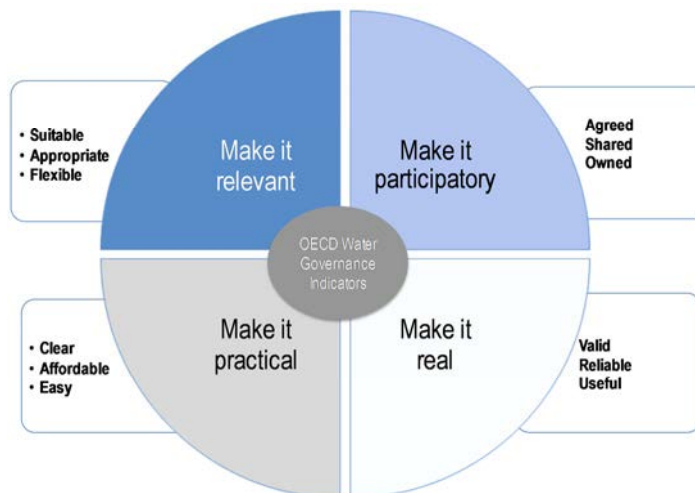 • Suitable
• Appropriate
• Flexible
Make it
relevant
Make it
participatory
Agreed
Shared
Owned
OECD Water
Governance
Indicators
• Clear
• Affordable
• Easy
Make it
practical
Make it
real
Valid
Reliable
Useful